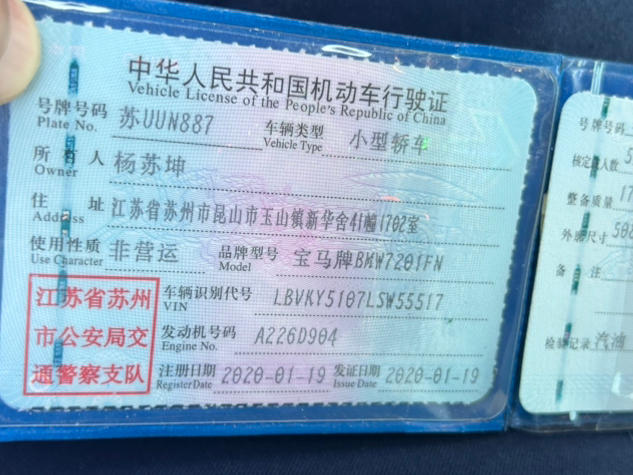 中华人民共和国机动车行驶证
Vehicle License of the People's Republic of China
号牌号码 苏UUN887 车辆类型 小型轿车
Plate No. Vehicle Type
所有人 杨苏坤
Owner
住址 江苏省苏州市昆山市玉山镇新华舍41幢1702室
Address
使用性质 非营运 品牌型号 宝马牌BMW7201FN
Use Character Model
江苏省苏州 车辆识别代号 LBVKY5107LSW55517
VIN
市公安局交 发动机号码 A226D904
Engine No.
通警察支队 注册日期 2020-01-19 发证日期 2020-01-19
Register Date Issue Date
号牌号码
核定载人数 5
整备质量 17
外廓尺寸 508
备注
检验记录 汽油